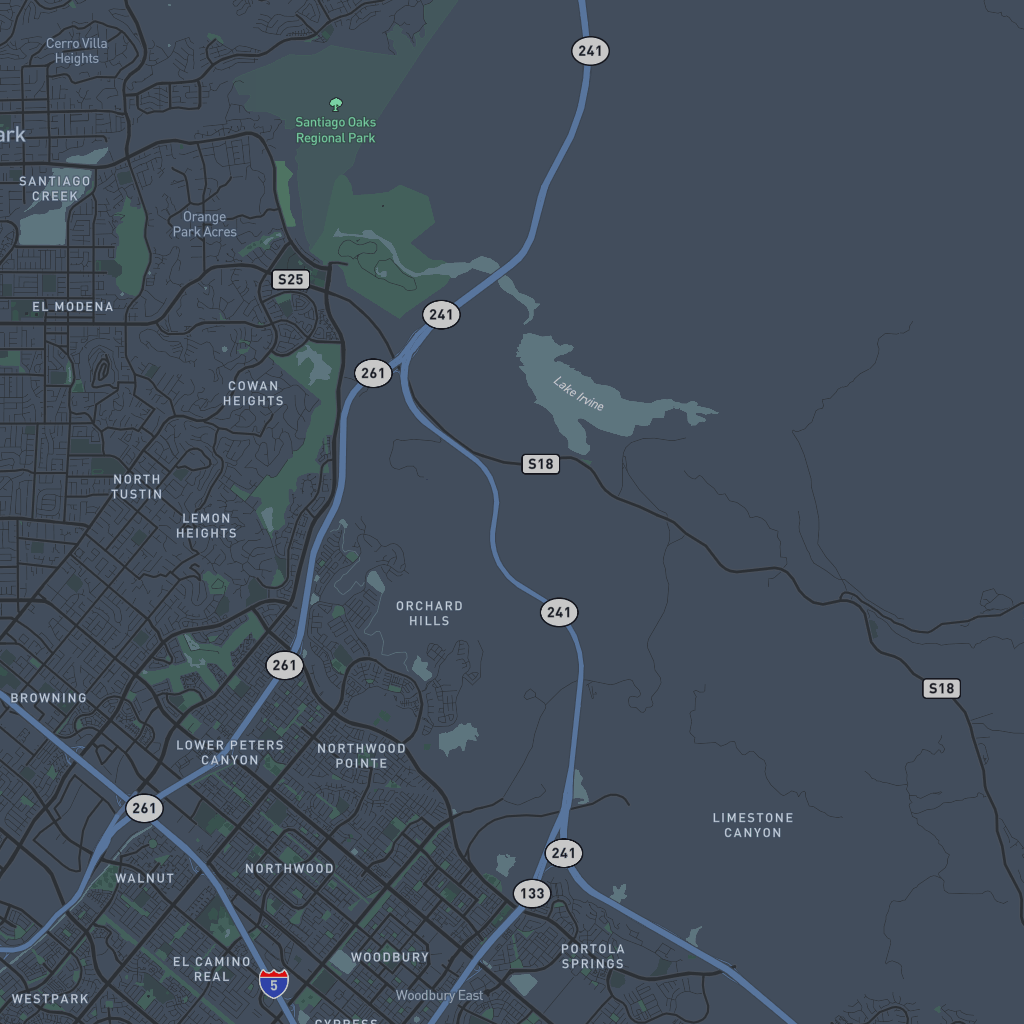 Cerro Villa
Heights
241
Santiago Oaks
Regional Park
ark
SANTIAGO
CREEK
Orange
Park Acres
S25
EL MODENA
241
261
COWAN
HEIGHTS
Lake Irvine
S18
NORTH
TUSTIN
LEMON
HEIGHTS
ORCHARD
HILLS
241
261
S18
BROWNING
LOWER PETERS
CANYON
NORTHWOOD
POINTE
261
LIMESTONE
CANYON
241
NORTHWOOD
WALNUT
133
PORTOLA
SPRINGS
WOODBURY
EL CAMINO
REAL
5
WESTPARK
Woodbury East
CYPRESS